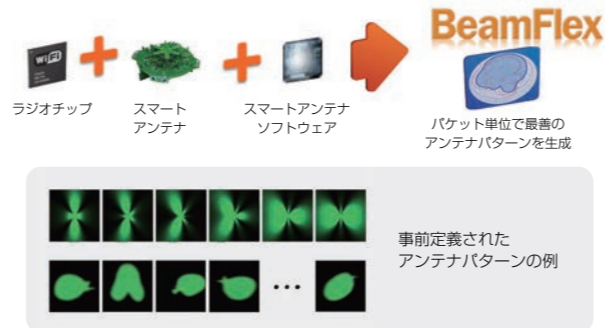 BeamFlex
WiFi
ラジオチップ
スマート
アンテナ
スマートアンテナ
ソフトウェア
パケット単位で最善の
アンテナパターンを生成
事前定義された
アンテナパターンの例